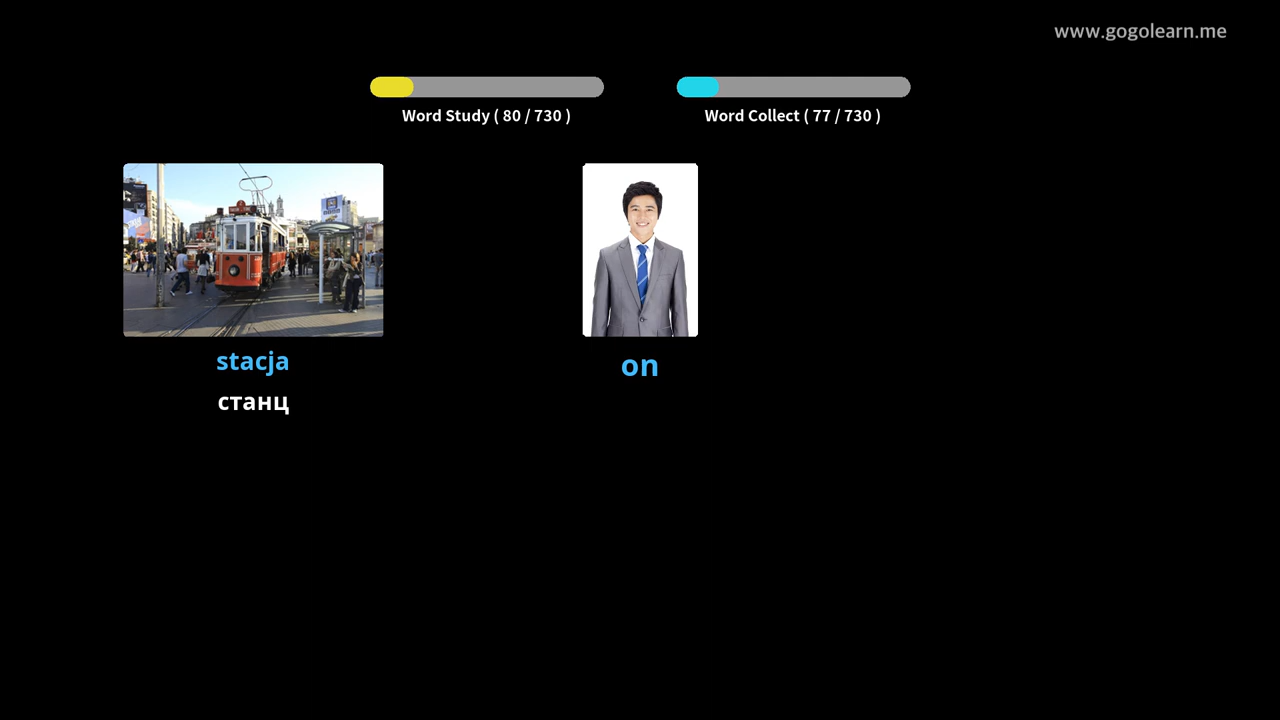 www.gogolearn.me
Word Study ( 80 / 730 )
Word Collect ( 77 / 730 )
stacja
станц
on